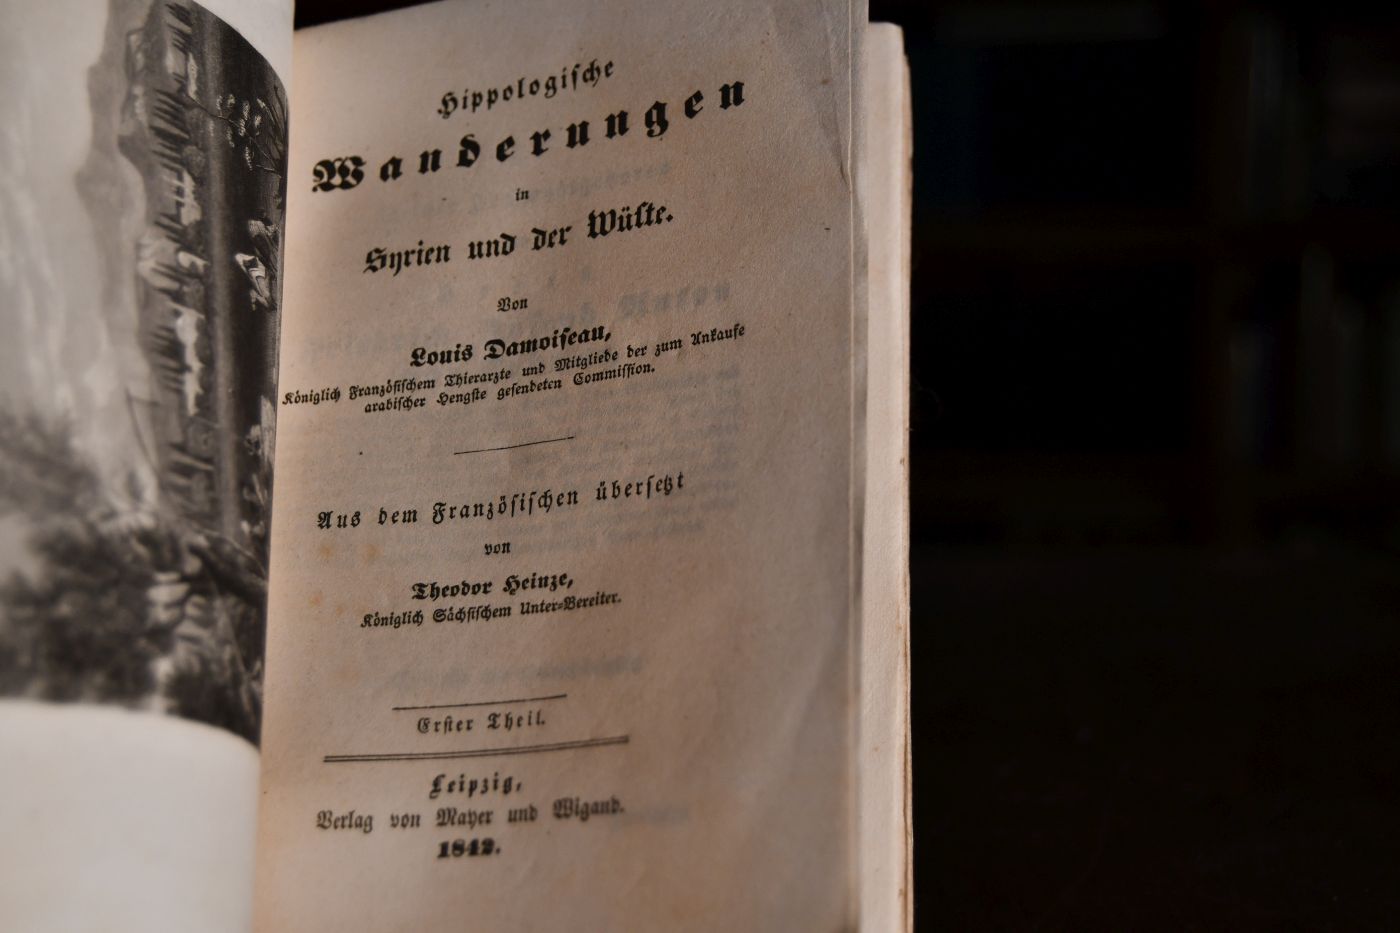 Hippologische
Wanderungen
in
Syrien und der Wüste.
Von
Louis Damoiseau,
Königlich Französischem Thierarzte und Mitgliede der zum Ankaufe
arabischer Hengste gesendeten Commission.
Aus dem Französischen übersetzt
von
Theodor Heinze,
Königlich Sächsischem Unter-Bereiter.
Erster Theil.
Leipzig,
Verlag von Mayer und Wigand.
1842.